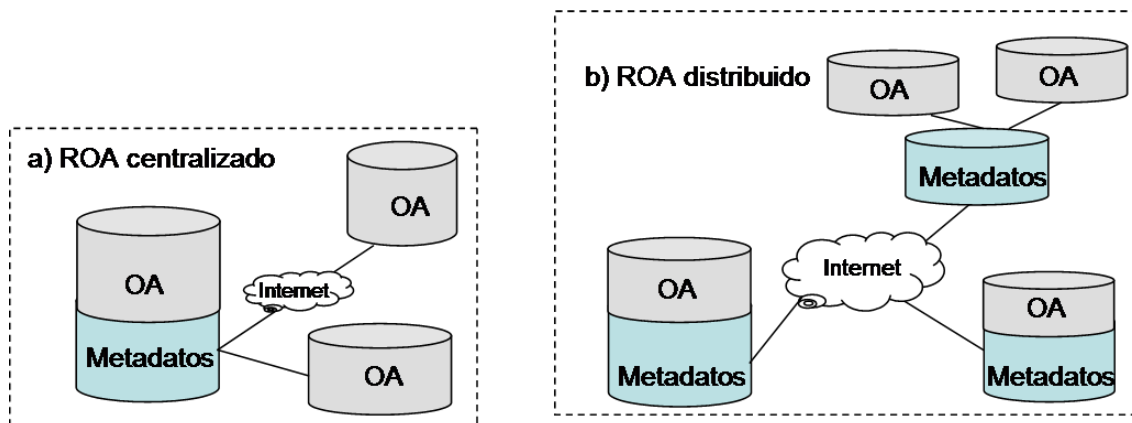 a) ROA centralizado
OA
OA
Internet
Metadatos
OA
b) ROA distribuido
OA
OA
Metadatos
Internet
OA
Metadatos
OA
Metadatos